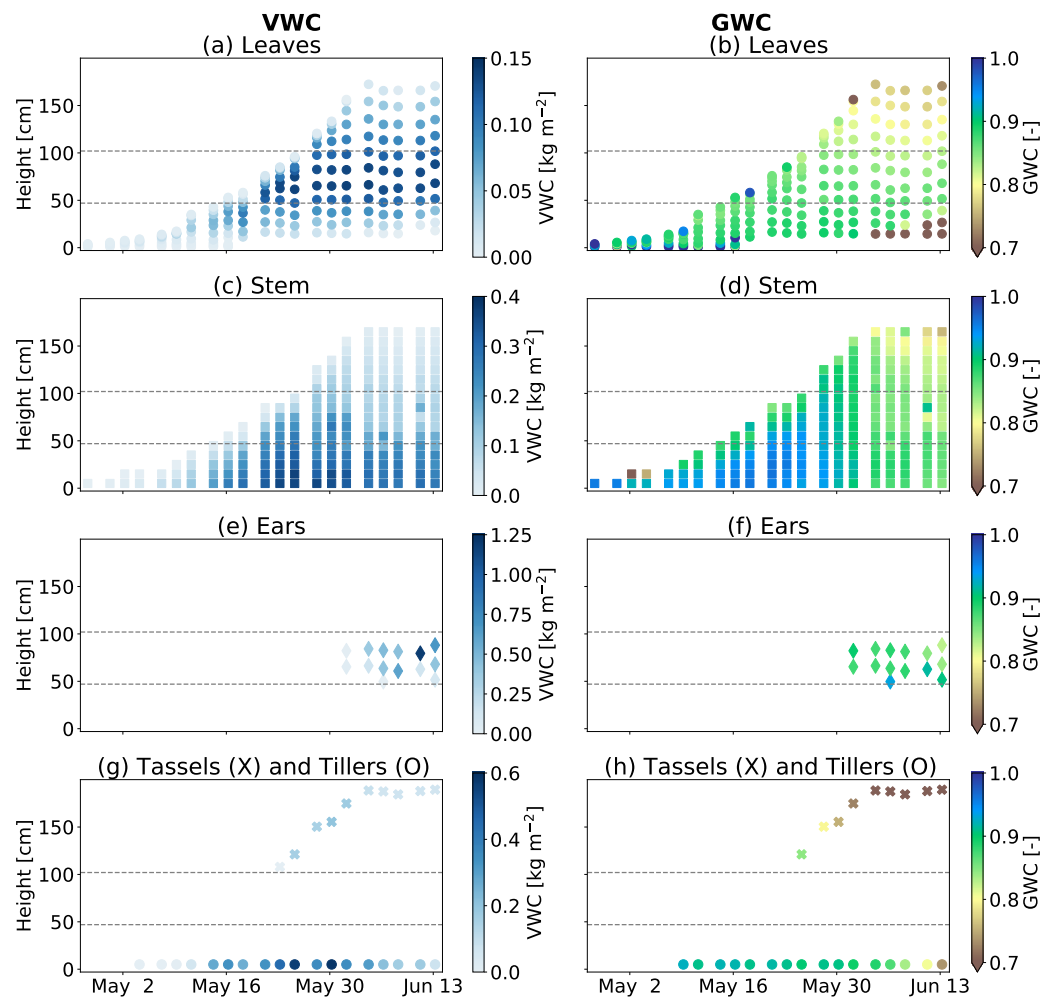 VWC
GWC
(a) Leaves
(b) Leaves
Height [cm]
150
100
50
0
0.15
0.10
0.05
0.00
VWC [kg m−2]
1.0
0.9
0.8
0.7
GWC [-]
(c) Stem
(d) Stem
Height [cm]
150
100
50
0
0.4
0.3
0.2
0.1
0.0
VWC [kg m−2]
1.0
0.9
0.8
0.7
GWC [-]
(e) Ears
(f) Ears
Height [cm]
150
100
50
0
1.25
1.00
0.75
0.50
0.25
0.00
VWC [kg m−2]
1.0
0.9
0.8
0.7
GWC [-]
(g) Tassels (X) and Tillers (O)
(h) Tassels (X) and Tillers (O)
Height [cm]
150
100
50
0
0.6
0.4
0.2
0.0
VWC [kg m−2]
1.0
0.9
0.8
0.7
GWC [-]
May 2 May 16 May 30 Jun 13
May 2 May 16 May 30 Jun 13